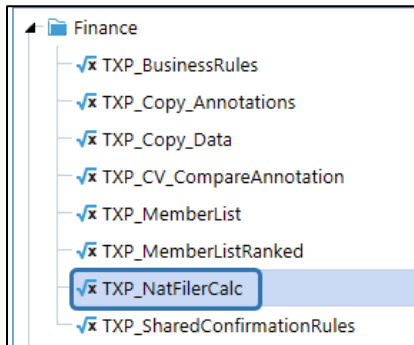 Finance
TXP_BusinessRules
TXP_Copy_Annotations
TXP_Copy_Data
TXP_CV_CompareAnnotation
TXP_MemberList
TXP_MemberListRanked
TXP_NatFilerCalc
TXP_SharedConfirmationRules